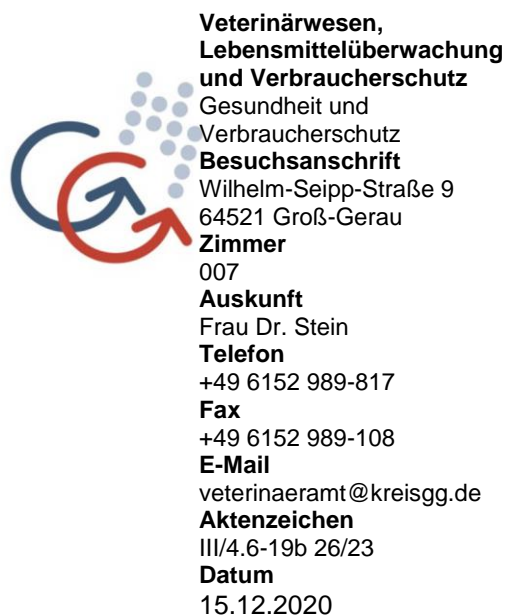 Veterinärwesen,
Lebensmittelüberwachung
und Verbraucherschutz
Gesundheit und
Verbraucherschutz
Besuchsanschrift
Wilhelm-Seipp-Straße 9
64521 Groß-Gerau
Zimmer
007
Auskunft
Frau Dr. Stein
Telefon
+49 6152 989-817
Fax
+49 6152 989-108
E-Mail
veterinaeramt@kreisgg.de
Aktenzeichen
III/4.6-19b 26/23
Datum
15.12.2020